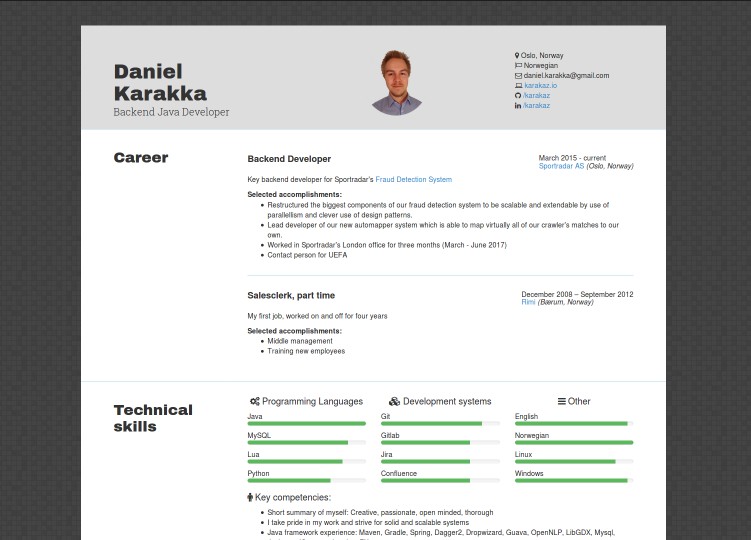 Daniel
Karakka
Backend Java Developer
Oslo, Norway
Norwegian
daniel.karakka@gmail.com
karakaz.io
/karakaz
/karakaz
Career
Backend Developer
March 2015 - current
Sportradar AS (Oslo, Norway)
Key backend developer for Sportradar's Fraud Detection System
Selected accomplishments:
Restructured the biggest components of our fraud detection system to be scalable and extendable by use of
parallelism and clever use of design patterns.
Lead developer of our new automapper system which is able to map virtually all of our crawler's matches to our
own.
Worked in Sportradar's London office for three months (March - June 2017)
Contact person for UEFA
Salesclerk, part time
December 2008 – September 2012
Rimi (Bærum, Norway)
My first job, worked on and off for four years
Selected accomplishments:
Middle management
Training new employees
Technical
skills
Programming Languages
Java
MySQL
Lua
Python
Development systems
Git
Gitlab
Jira
Confluence
Other
English
Norwegian
Linux
Windows
Key competencies:
Short summary of myself: Creative, passionate, open minded, thorough
I take pride in my work and strive for solid and scalable systems
Java framework experience: Maven, Gradle, Spring, Dagger2, Dropwizard, Guava, OpenNLP, LibGDX, Mysql,